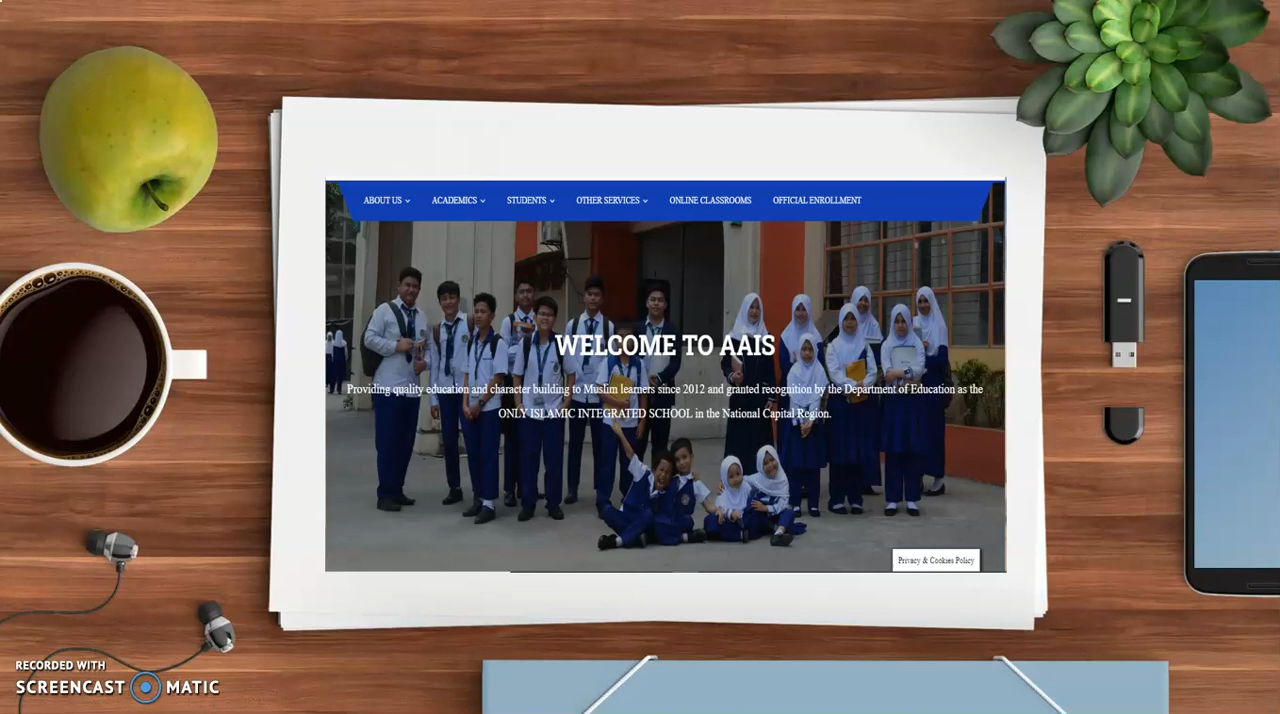 ABOUT US ACADEMICS STUDENTS OTHER SERVICES ONLINE CLASSROOMS OFFICIAL ENROLLMENT
WELCOME TO AAIS
Providing quality education and character building to Muslim learners since 2012 and granted recognition by the Department of Education as the
ONLY ISLAMIC INTEGRATED SCHOOL in the National Capital Region.
Privacy & Cookies Policy
RECORDED WITH
SCREENCAST MATIC